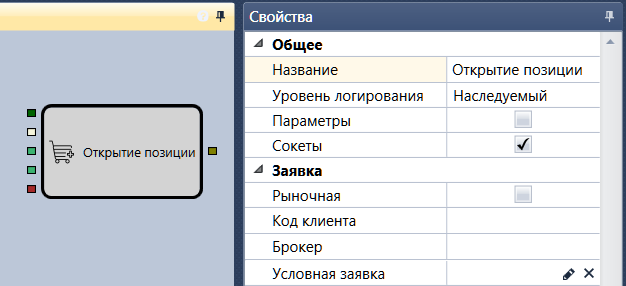 Свойства
Общее
Название Открытие позиции
Уровень логирования Наследуемый
Параметры
Сокеты
Открытие позиции
Заявка
Рыночная
Код клиента
Брокер
Условная заявка